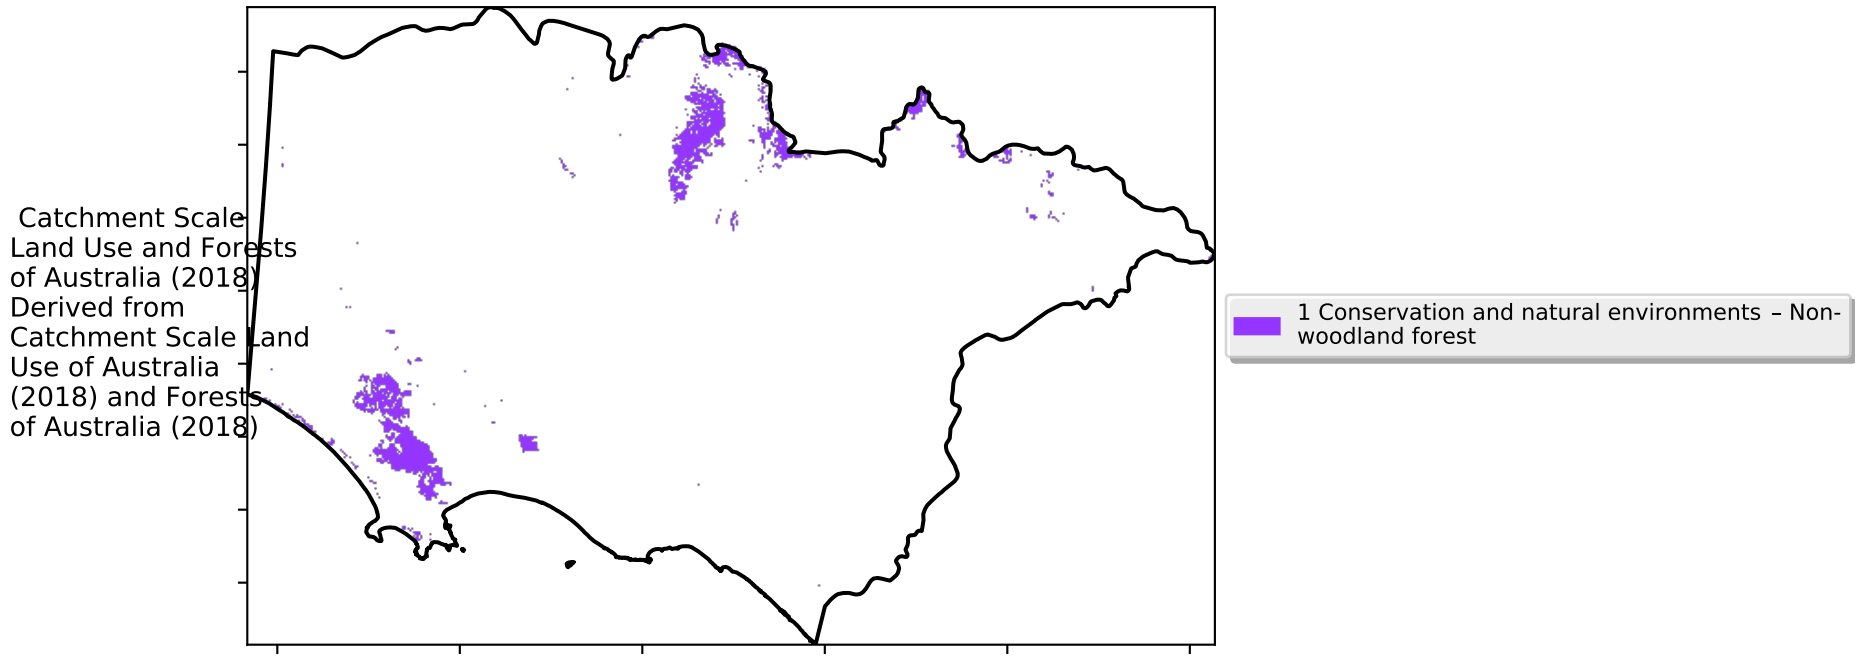 Catchment Scale
Land Use and Forests
of Australia (2018)
Derived from
Catchment Scale Land
Use of Australia
(2018) and Forests
of Australia (2018)
1 Conservation and natural environments – Non-
woodland forest